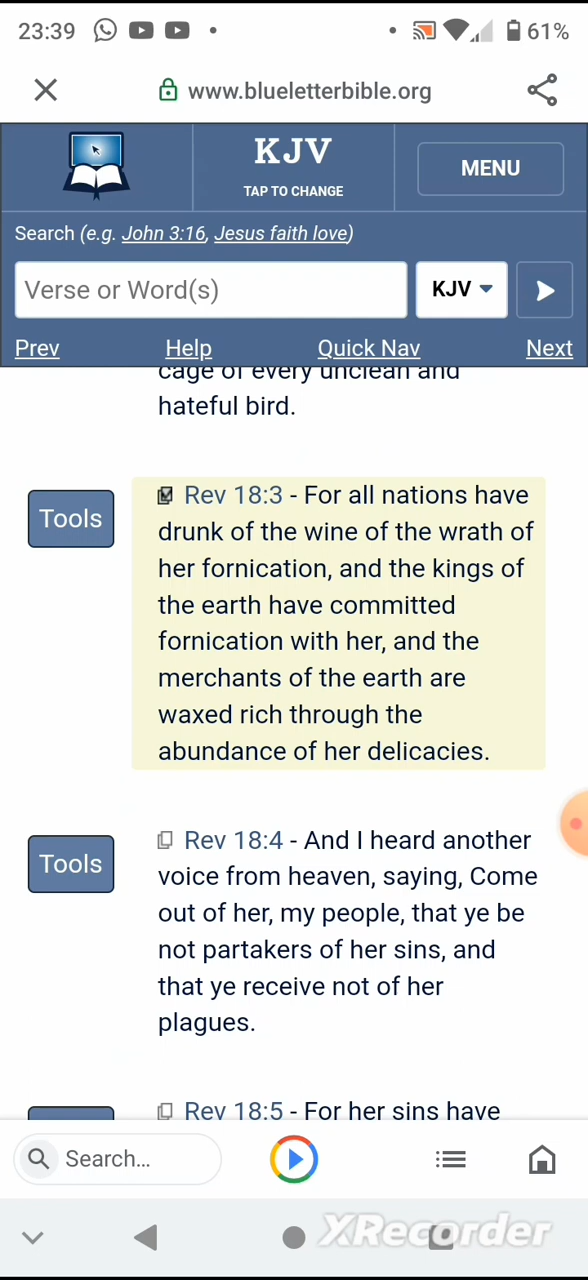 23:39
61%
www.blueletterbible.org
KJV
TAP TO CHANGE
MENU
Search (e.g. John 3:16, Jesus faith love)
Verse or Word(s)
KJV
Prev
Help
Quick Nav
Next
cage of every unclean and
hateful bird.
Tools
Rev 18:3 - For all nations have
drunk of the wine of the wrath of
her fornication, and the kings of
the earth have committed
fornication with her, and the
merchants of the earth are
waxed rich through the
abundance of her delicacies.
Tools
Rev 18:4 - And I heard another
voice from heaven, saying, Come
out of her, my people, that ye be
not partakers of her sins, and
that ye receive not of her
plagues.
Rev 18:5 - For her sins have
Search...
XRecorder